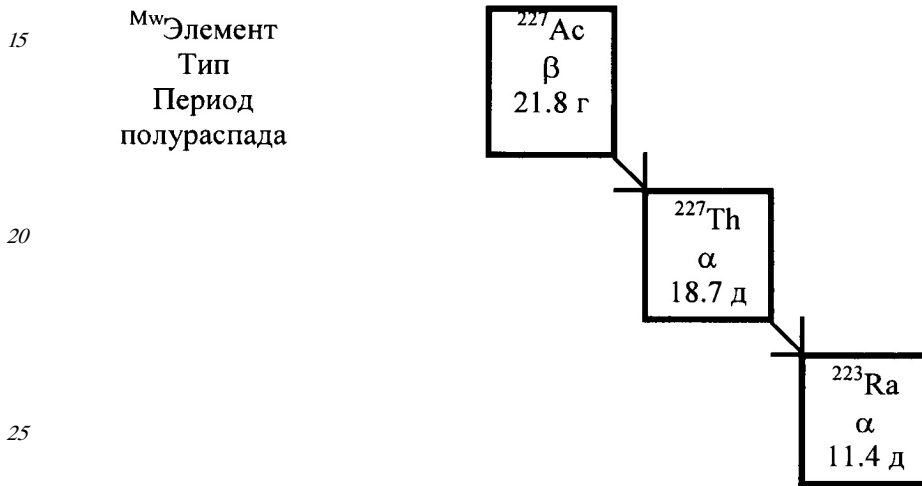 15
ᴹʷЭлемент
Тип
Период
полураспада
²²⁷Ac
β
21.8 г
20
²²⁷Th
α
18.7 д
25
²²³Ra
α
11.4 д